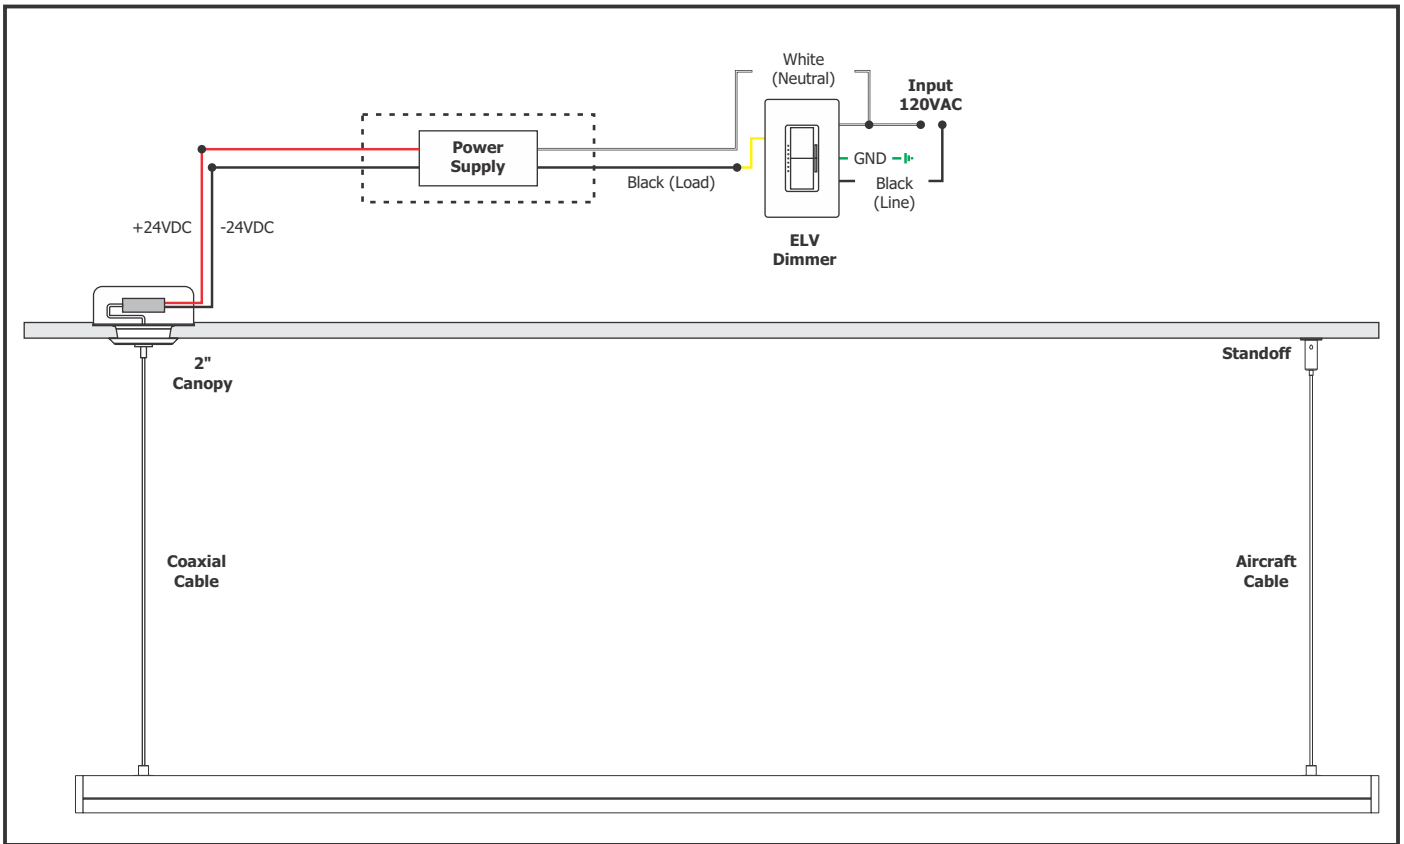 White
(Neutral)
Input
120VAC
Power
Supply
GND
Black (Load)
Black
(Line)
+24VDC
-24VDC
ELV
Dimmer
2"
Canopy
Standoff
Coaxial
Cable
Aircraft
Cable